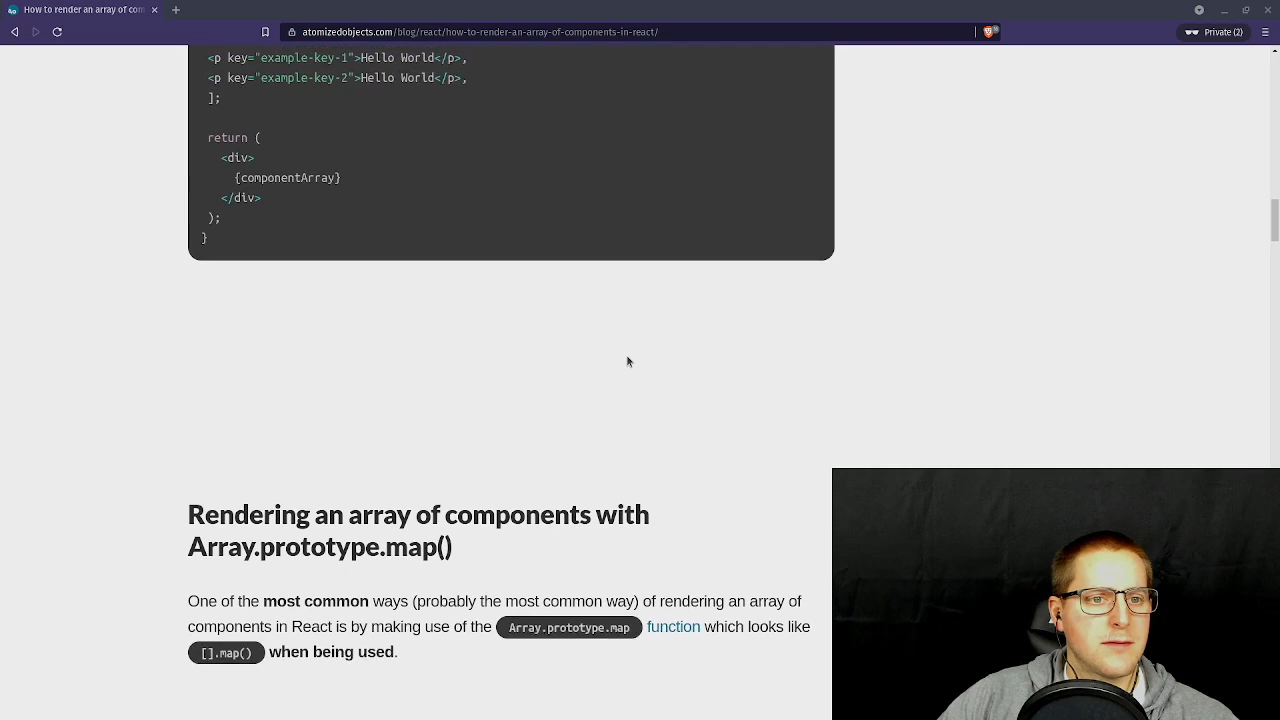 How to render an array of com
Private (2)
atomizedobjects.com/blog/react/how-to-render-an-array-of-components-in-react/
<p key="example-key-1">Hello World</p>,
<p key="example-key-2">Hello World</p>,
];
return (
<div>
{componentArray}
</div>
);
}
Rendering an array of components with
Array.prototype.map()
One of the most common ways (probably the most common way) of rendering an array of
components in React is by making use of the Array.prototype.map function which looks like
[].map() when being used.